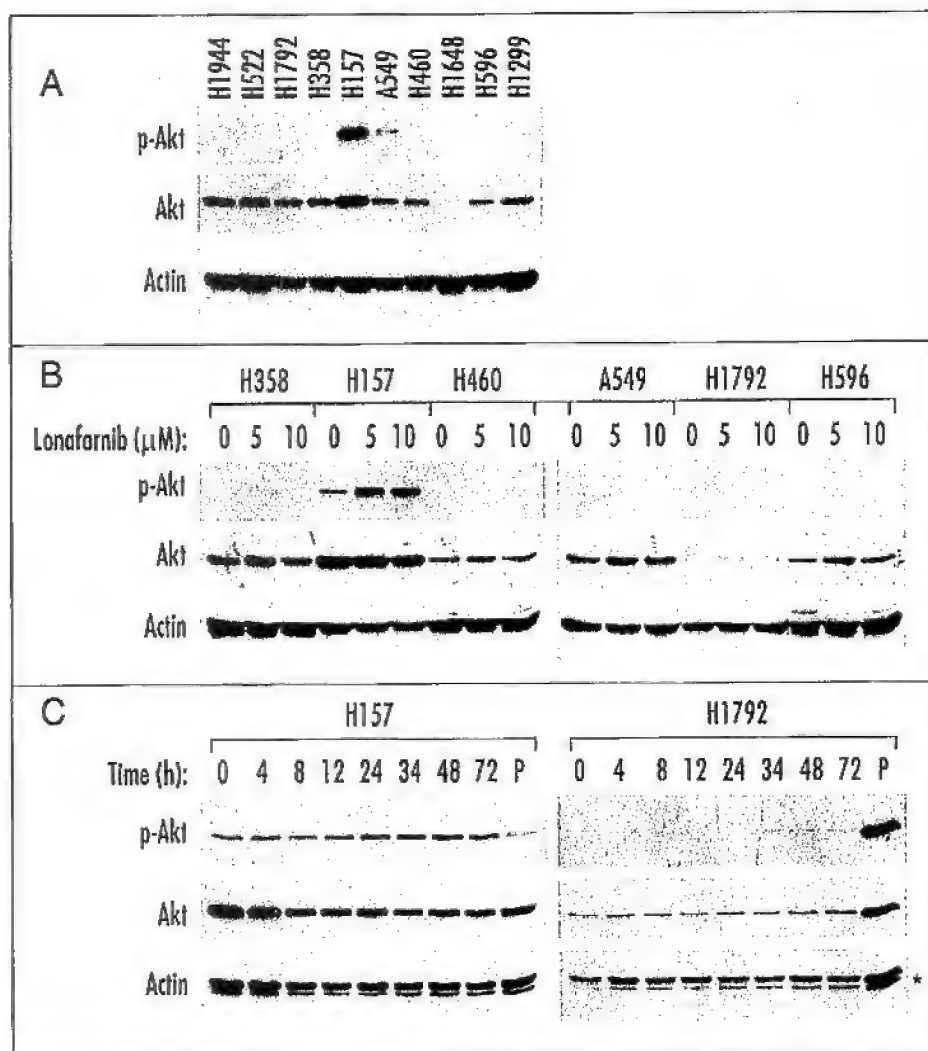 A
H1944 H522 H1792 H358 H157 A549 H460 H1648 H596 H1299
p-Akt
Akt
Actin
B
H358 H157 H460 A549 H1792 H596
Lonafarnib (µM): 0 5 10 0 5 10 0 5 10 0 5 10 0 5 10 0 5 10
p-Akt
Akt
Actin
C
H157 H1792
Time (h): 0 4 8 12 24 34 48 72 P 0 4 8 12 24 34 48 72 P
p-Akt
Akt
Actin *